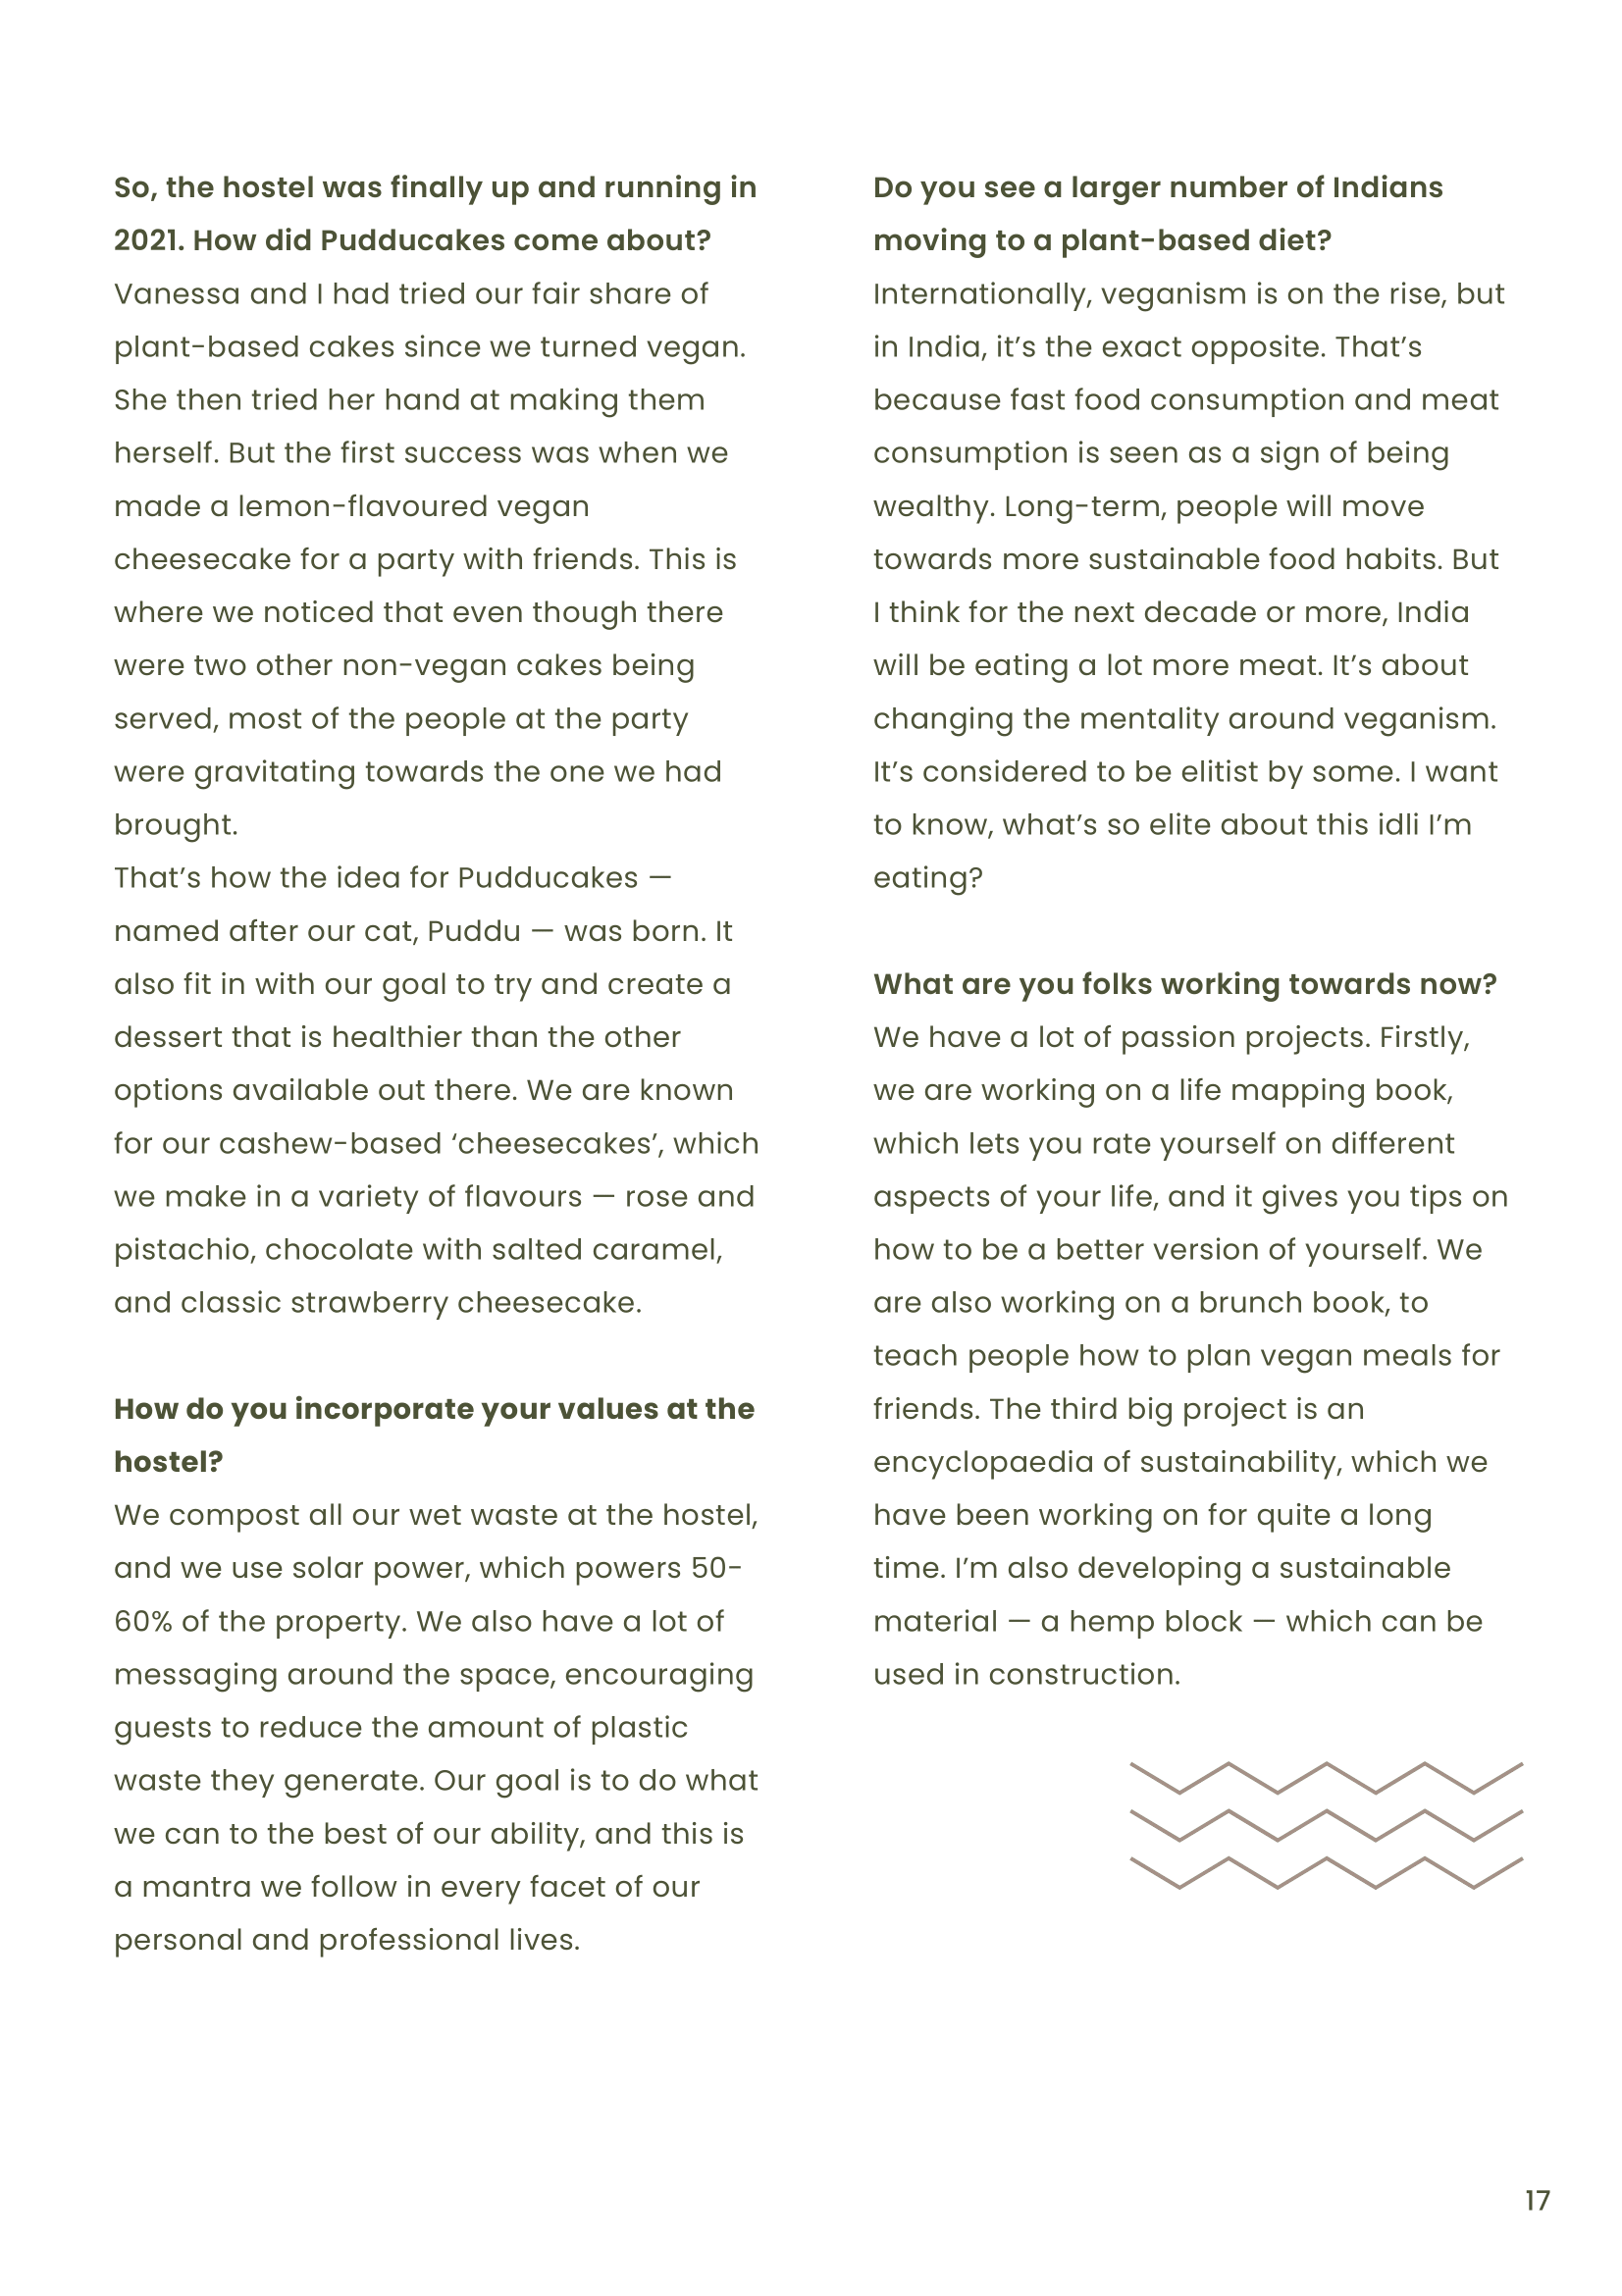 So, the hostel was finally up and running in
2021. How did Pudducakes come about?
Vanessa and I had tried our fair share of
plant-based cakes since we turned vegan.
She then tried her hand at making them
herself. But the first success was when we
made a lemon-flavoured vegan
cheesecake for a party with friends. This is
where we noticed that even though there
were two other non-vegan cakes being
served, most of the people at the party
were gravitating towards the one we had
brought.
That’s how the idea for Pudducakes —
named after our cat, Puddu — was born. It
also fit in with our goal to try and create a
dessert that is healthier than the other
options available out there. We are known
for our cashew-based ‘cheesecakes’, which
we make in a variety of flavours — rose and
pistachio, chocolate with salted caramel,
and classic strawberry cheesecake.
How do you incorporate your values at the
hostel?
We compost all our wet waste at the hostel,
and we use solar power, which powers 50-
60% of the property. We also have a lot of
messaging around the space, encouraging
guests to reduce the amount of plastic
waste they generate. Our goal is to do what
we can to the best of our ability, and this is
a mantra we follow in every facet of our
personal and professional lives.
Do you see a larger number of Indians
moving to a plant-based diet?
Internationally, veganism is on the rise, but
in India, it’s the exact opposite. That’s
because fast food consumption and meat
consumption is seen as a sign of being
wealthy. Long-term, people will move
towards more sustainable food habits. But
I think for the next decade or more, India
will be eating a lot more meat. It’s about
changing the mentality around veganism.
It’s considered to be elitist by some. I want
to know, what’s so elite about this idli I’m
eating?
What are you folks working towards now?
We have a lot of passion projects. Firstly,
we are working on a life mapping book,
which lets you rate yourself on different
aspects of your life, and it gives you tips on
how to be a better version of yourself. We
are also working on a brunch book, to
teach people how to plan vegan meals for
friends. The third big project is an
encyclopaedia of sustainability, which we
have been working on for quite a long
time. I’m also developing a sustainable
material — a hemp block — which can be
used in construction.
17